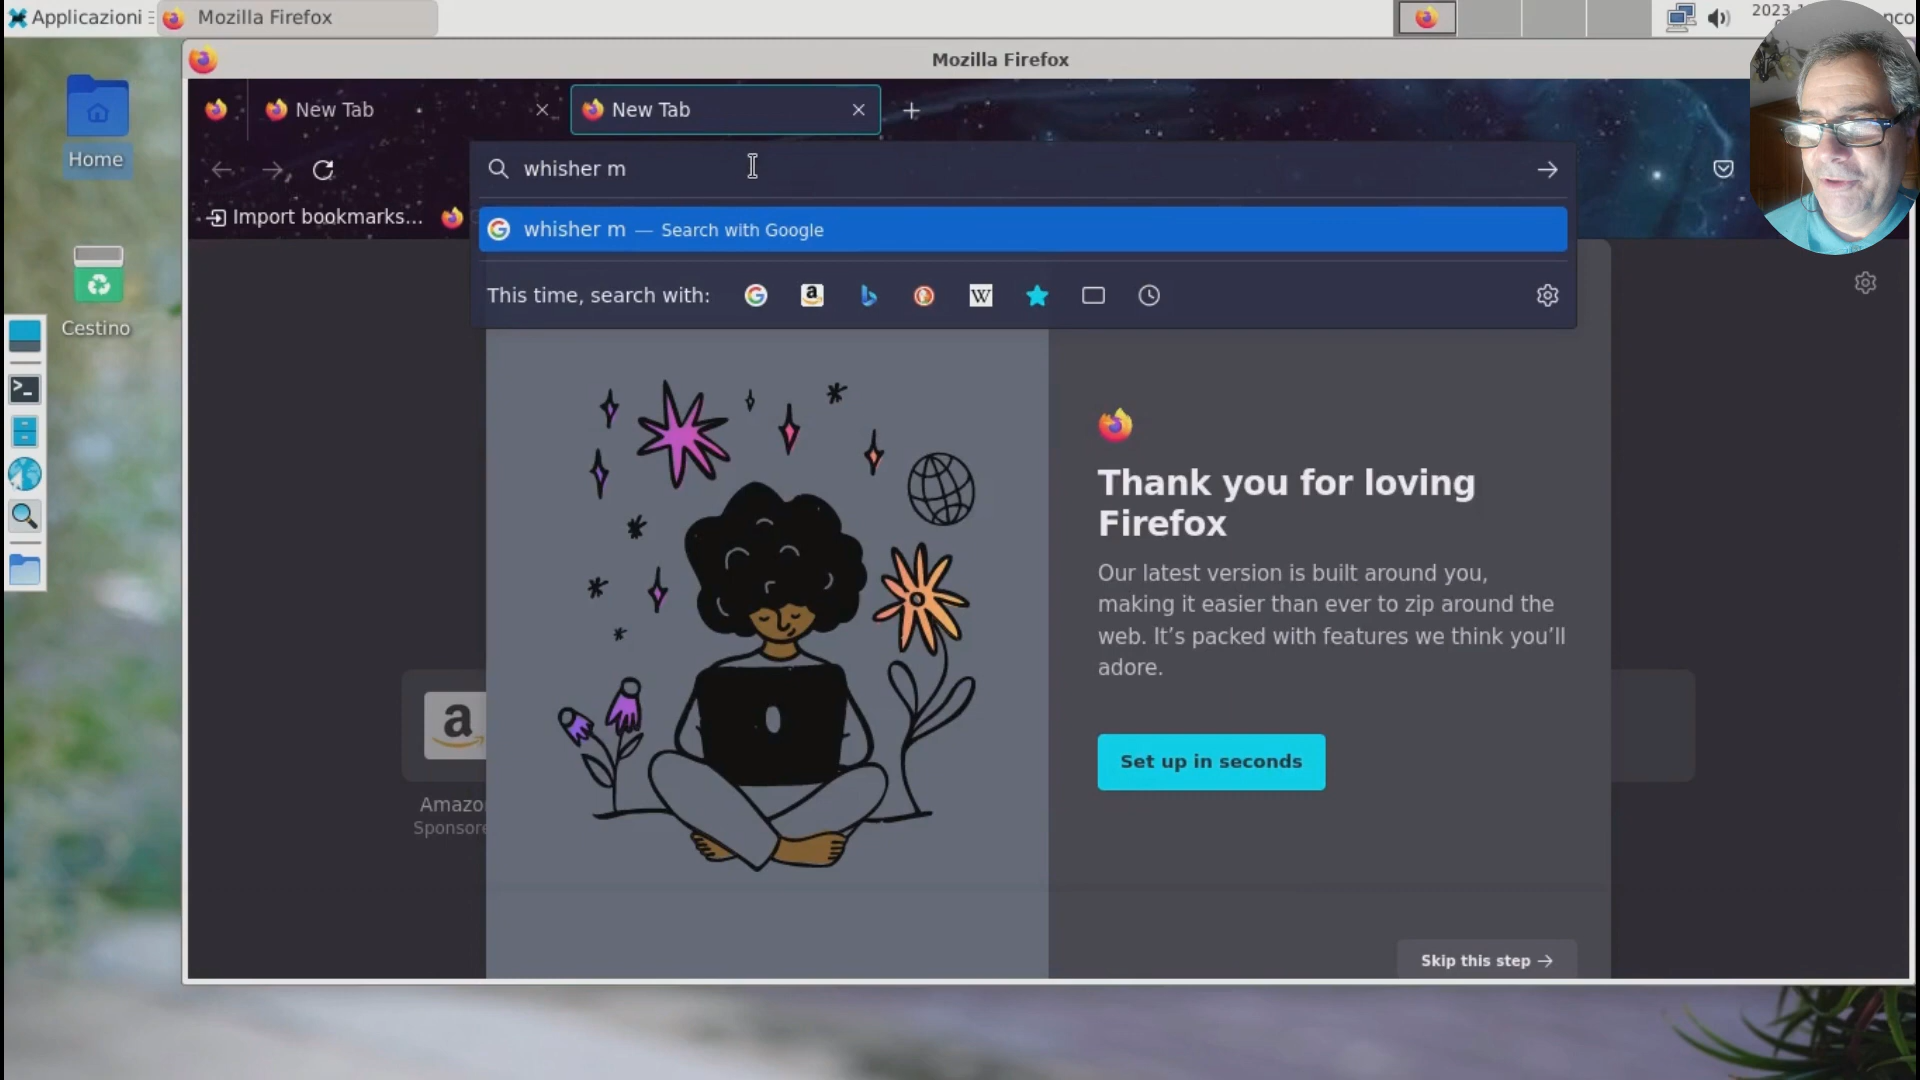 Applicazioni
Mozilla Firefox
2023
Mozilla Firefox
New Tab
New Tab
whisher m
Import bookmarks...
whisher m — Search with Google
This time, search with:
W
Home
Cestino
Thank you for loving
Firefox
Our latest version is built around you,
making it easier than ever to zip around the
web. It’s packed with features we think you’ll
adore.
Set up in seconds
a
Skip this step